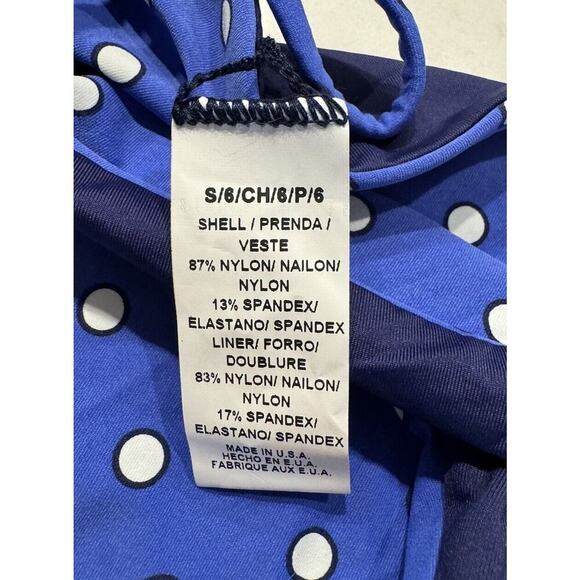 S/6/CH/6/P/6
SHELL / PRENDA /
VESTE
87% NYLON/ NAILON/
NYLON
13% SPANDEX/
ELASTANO/ SPANDEX
LINER/ FORRO/
DOUBLURE
83% NYLON/ NAILON/
NYLON
17% SPANDEX/
ELASTANO/ SPANDEX
MADE IN U.S.A.
HECHO EN E.U.A.
FABRIQUE AUX E.U.A.